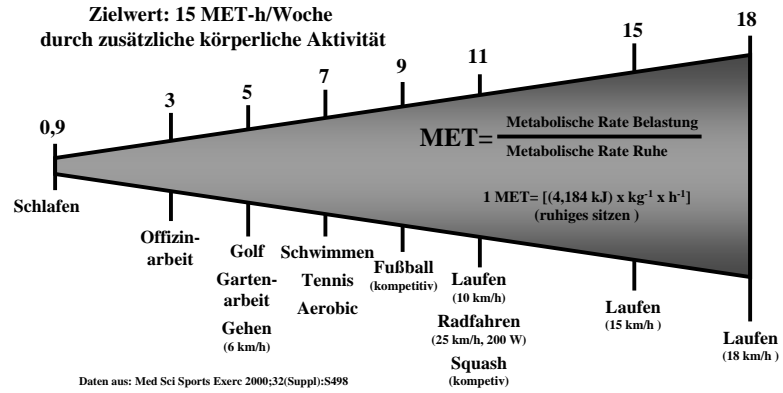 Zielwert: 15 MET-h/Woche
durch zusätzliche körperliche Aktivität
0,9
3
5
7
9
11
15
18
MET=
Metabolische Rate Belastung
Metabolische Rate Ruhe
1 MET= [(4,184 kJ) x kg⁻¹ x h⁻¹]
(ruhiges sitzen )
Schlafen
Offizin-
arbeit
Golf
Garten-
arbeit
Gehen
(6 km/h)
Schwimmen
Tennis
Aerobic
Fußball
(kompetitiv)
Laufen
(10 km/h)
Radfahren
(25 km/h, 200 W)
Squash
(kompetiv)
Laufen
(15 km/h )
Laufen
(18 km/h )
Daten aus: Med Sci Sports Exerc 2000;32(Suppl):S498